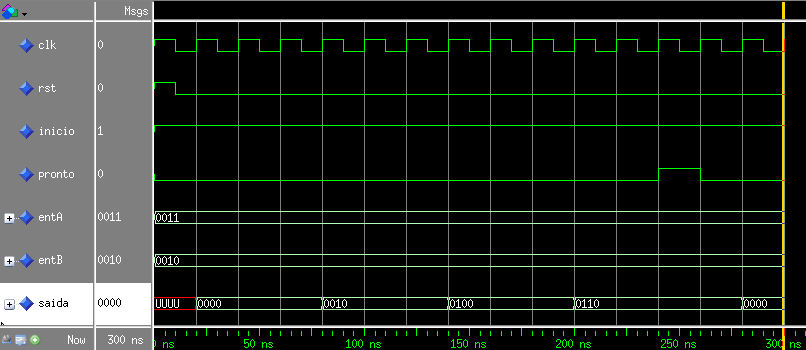 Msgs
clk 0
rst 0
inicio 1
pronto 0
entA 0011 0011
entB 0010 0010
saida 0000 UUUU 0000 0010 0100 0110 0000
Now 300 ns ns 50 ns 100 ns 150 ns 200 ns 250 ns 300 ns